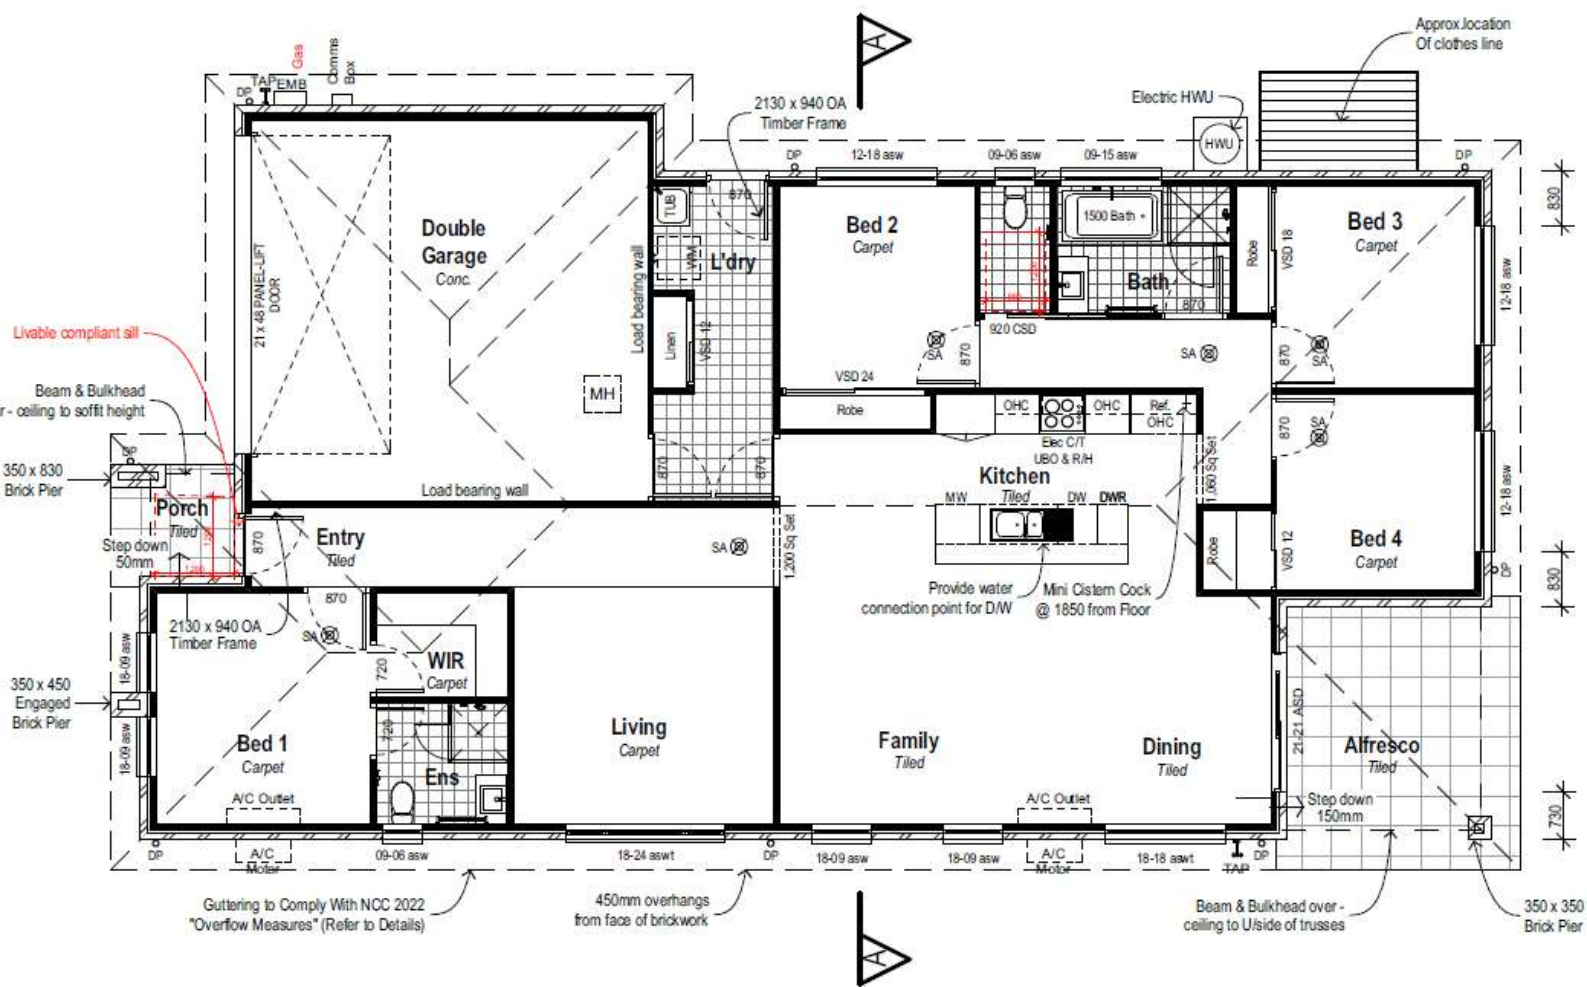 Gas
Comms
Box
DP
TAP
EMB
A
Approx.location
Of clothes line
2130 x 940 OA
Timber Frame
Electric HWU
HWU
DP
12-18 asw
09-06 asw
09-15 asw
DP
830
Double
Garage
Conc.
21 x 48 PANEL-LIFT
DOOR
Load bearing wall
TUB
870
WM
L'dry
Linen
VSD 12
Bed 2
Carpet
1500 Bath
Bath
870
Robe
VSD 18
Bed 3
Carpet
12-18 asw
Livable compliant sill
Beam & Bulkhead
r - ceiling to soffit height
MH
SA
870
920 CSD
SA
870
SA
VSD 24
Robe
OHC
OHC
Ref.
OHC
870
SA
Elec C/T
UBO & R/H
DP
350 x 830
Brick Pier
Load bearing wall
870
870
Kitchen
Tiled
MW
DW
DWR
1,060 Sq Set
12-18 asw
Porch
Tiled
Step down
50mm
870
Entry
Tiled
SA
1,200 Sq Set
Robe
VSD 12
Bed 4
Carpet
DP
830
Provide water
connection point for D/W
Mini Cistern Cock
@ 1850 from Floor
870
2130 x 940 OA
Timber Frame
SA
18-09 asw
720
WIR
Carpet
350 x 450
Engaged
Brick Pier
18-09 asw
Bed 1
Carpet
720
Ens
Living
Carpet
Family
Tiled
Dining
Tiled
21-21 ASD
Alfresco
Tiled
A/C Outlet
A/C Outlet
Step down
150mm
730
DP
A/C
Motor
09-06 asw
18-24 aswt
DP
18-09 asw
18-09 asw
A/C
Motor
18-18 aswt
TAP
DP
Guttering to Comply With NCC 2022
"Overflow Measures" (Refer to Details)
450mm overhangs
from face of brickwork
Beam & Bulkhead over -
ceiling to U/side of trusses
350 x 350
Brick Pier
A